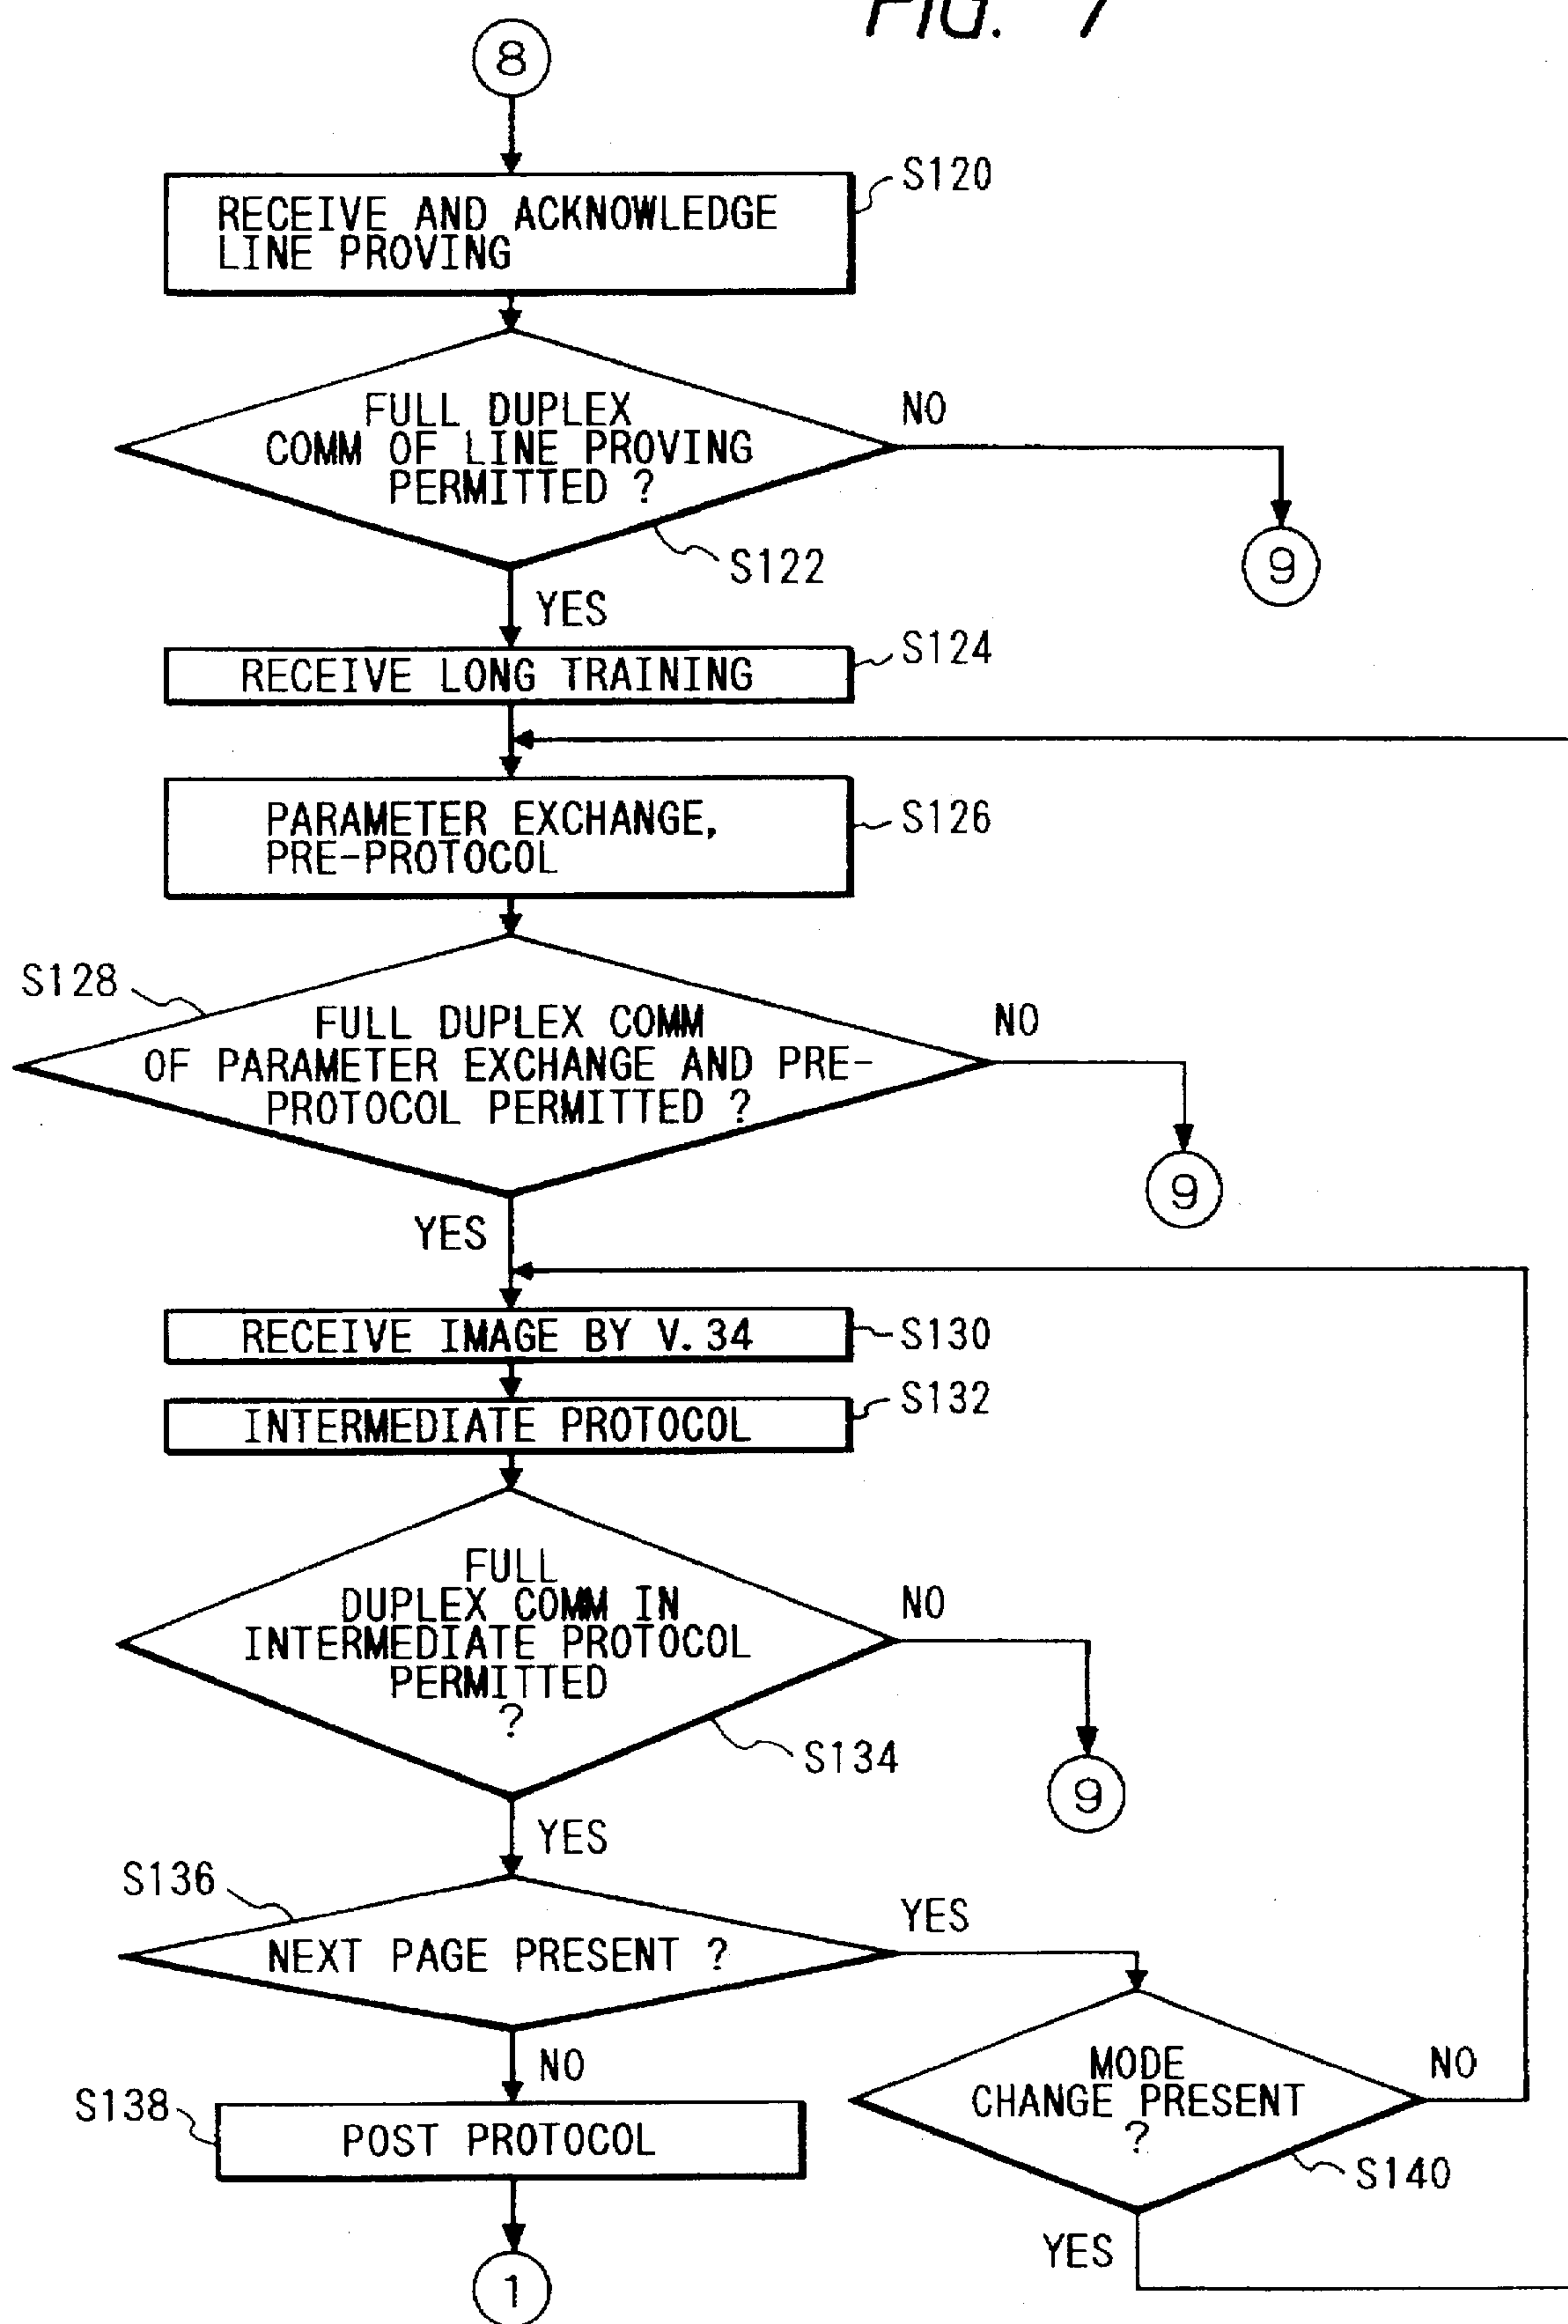 FIG. 7
8
S120
RECEIVE AND ACKNOWLEDGE
LINE PROVING
FULL DUPLEX
COMM OF LINE PROVING
PERMITTED ?
NO
S122
9
YES
S124
RECEIVE LONG TRAINING
PARAMETER EXCHANGE,
PRE-PROTOCOL
S126
S128
FULL DUPLEX COMM
OF PARAMETER EXCHANGE AND PRE-
PROTOCOL PERMITTED ?
NO
9
YES
RECEIVE IMAGE BY V.34
S130
S132
INTERMEDIATE PROTOCOL
FULL
DUPLEX COMM IN
INTERMEDIATE PROTOCOL
PERMITTED
?
NO
S134
9
YES
S136
NEXT PAGE PRESENT ?
YES
NO
MODE
CHANGE PRESENT
?
NO
S138
POST PROTOCOL
S140
YES
1